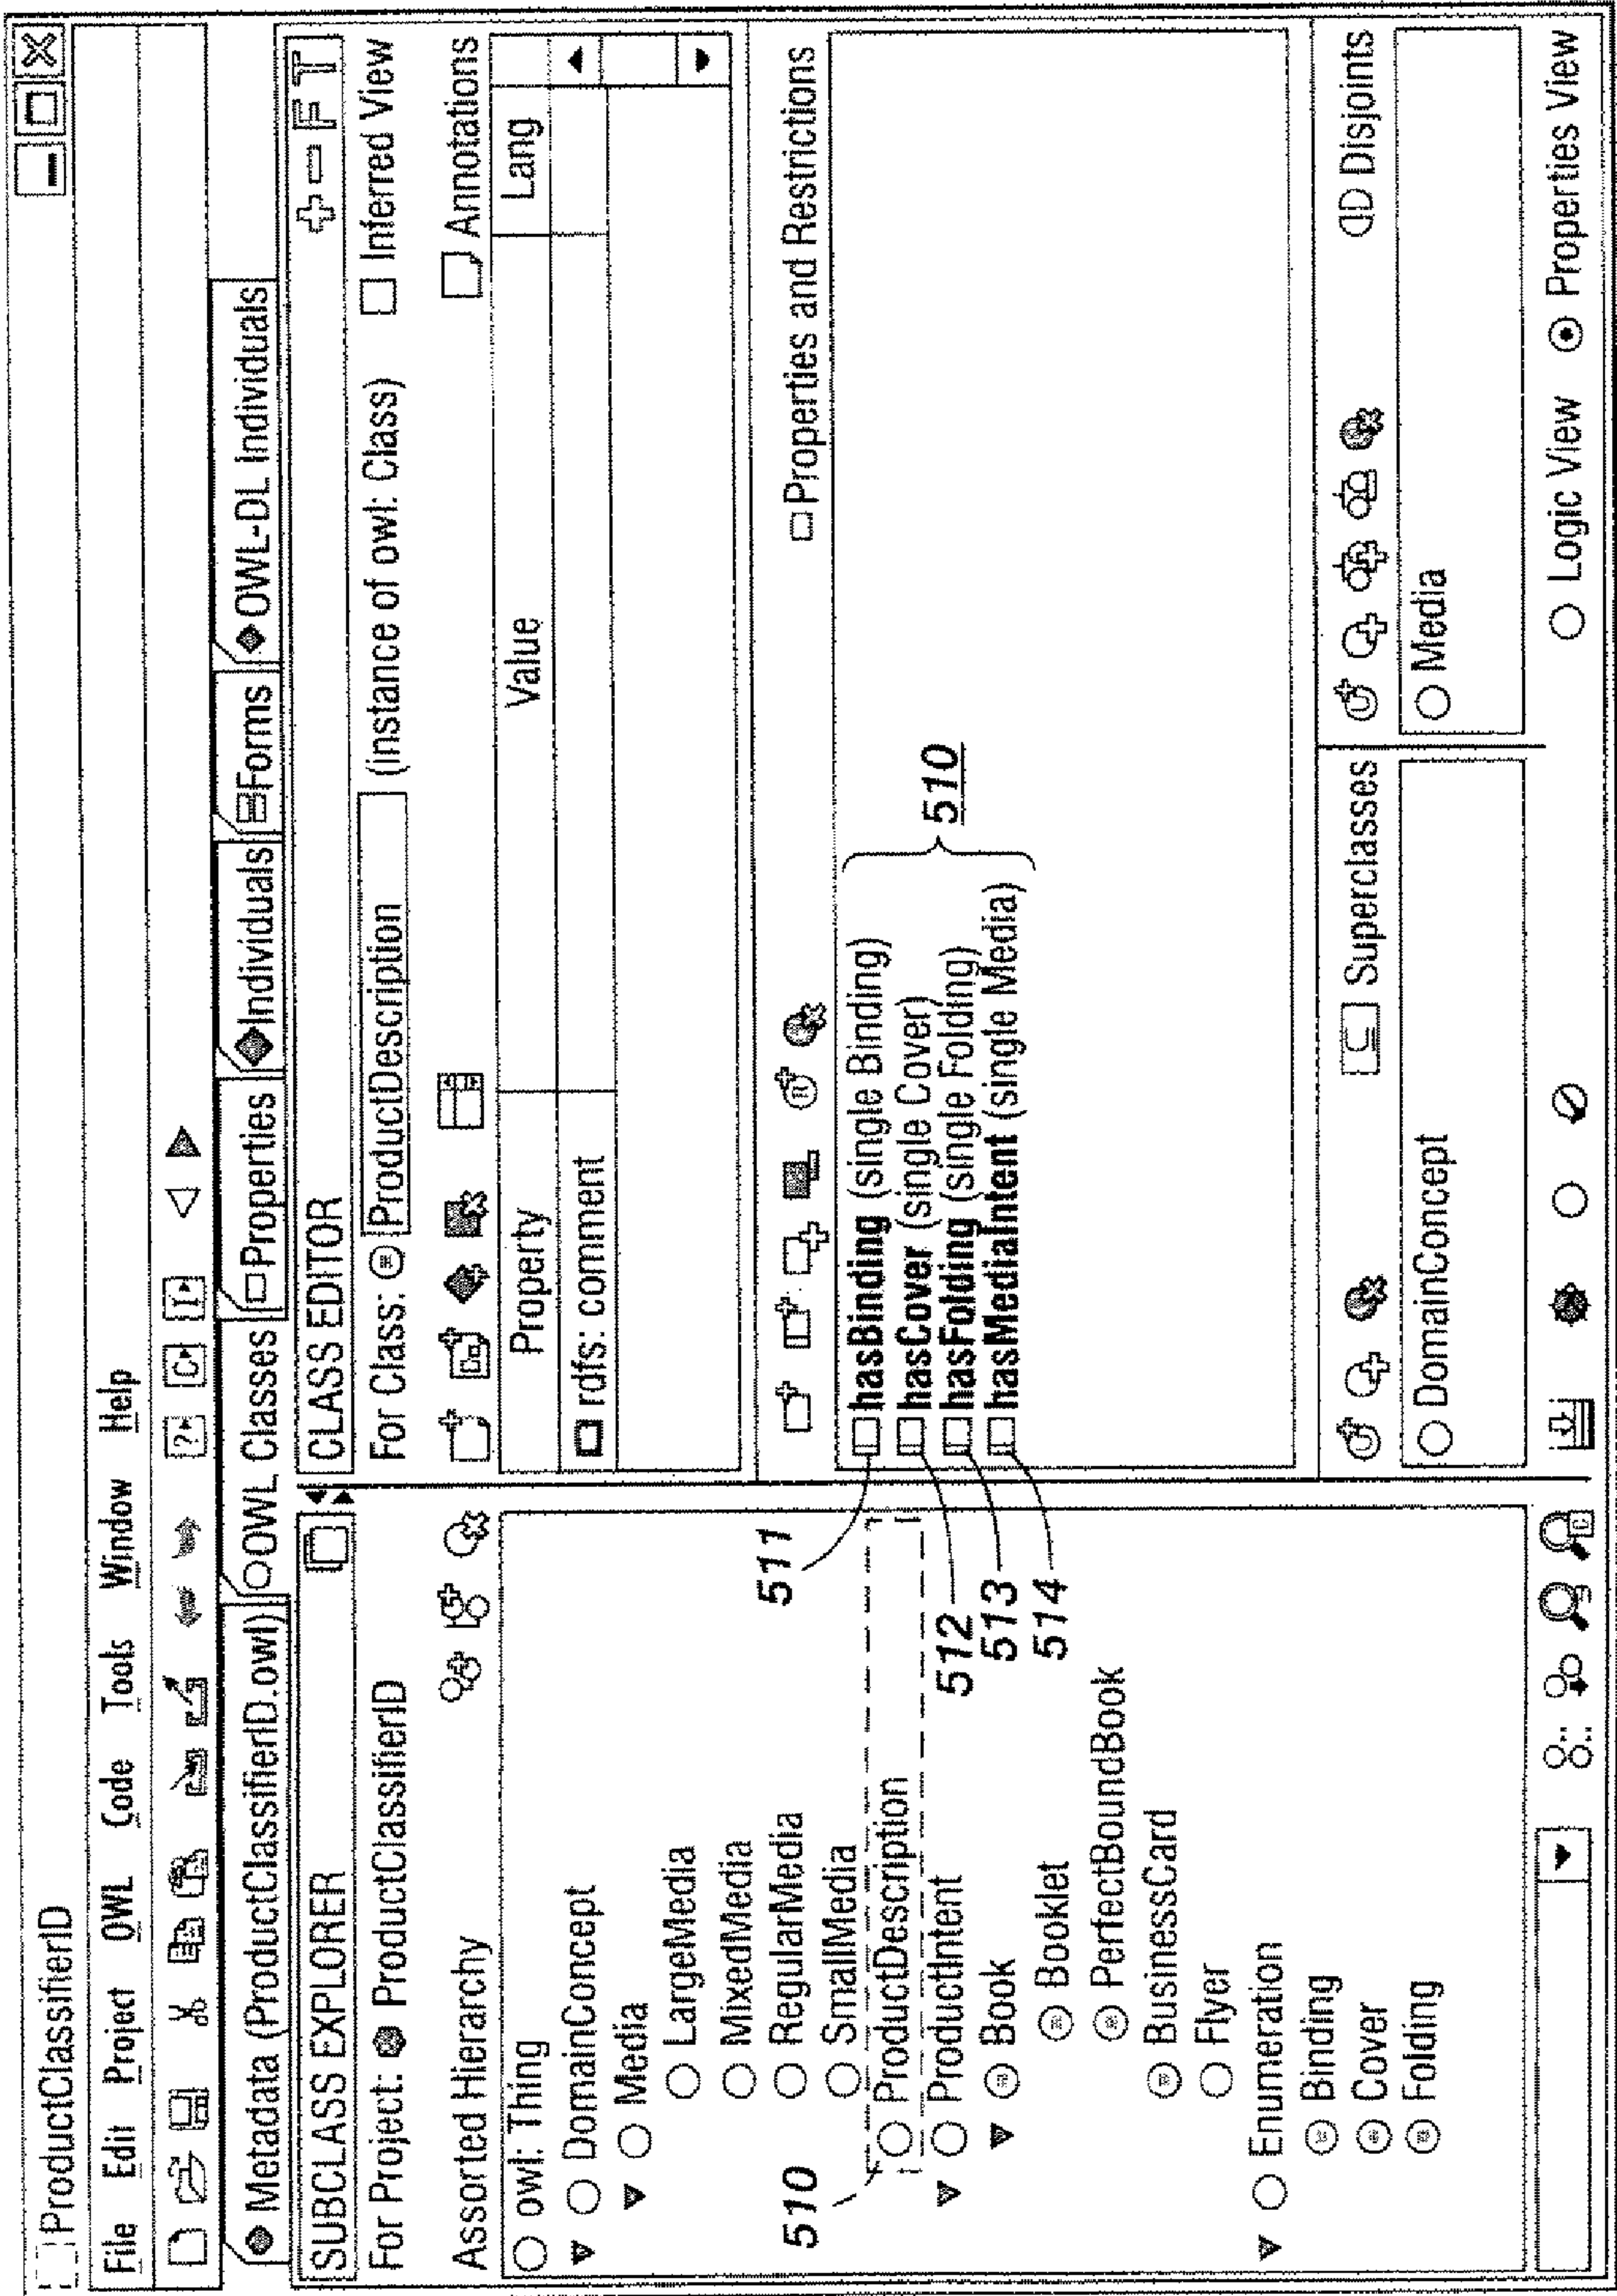 ProductClassifierID
File Edit Project OWL Code Tools Window Help
Metadata (ProductClassifierID.owl) OWL Classes Properties Individuals Forms OWL-DL Individuals
SUBCLASS EXPLORER
For Project: ProductClassifierID
Assorted Hierarchy
owl: Thing
DomainConcept
Media
LargeMedia
MixedMedia
RegularMedia
SmallMedia
510
ProductDescription
ProductIntent
Book
Booklet
PerfectBoundBook
BusinessCard
Flyer
Enumeration
Binding
Cover
Folding
CLASS EDITOR
+ - F T
For Class: ProductDescription (instance of owl: Class) Inferred View
Annotations
Property Value Lang
rdfs: comment
Properties and Restrictions
511
hasBinding (single Binding)
512
hasCover (single Cover)
513
hasFolding (single Folding)
514
hasMediaIntent (single Media)
510
Superclasses
DomainConcept
Disjoints
Media
Logic View Properties View